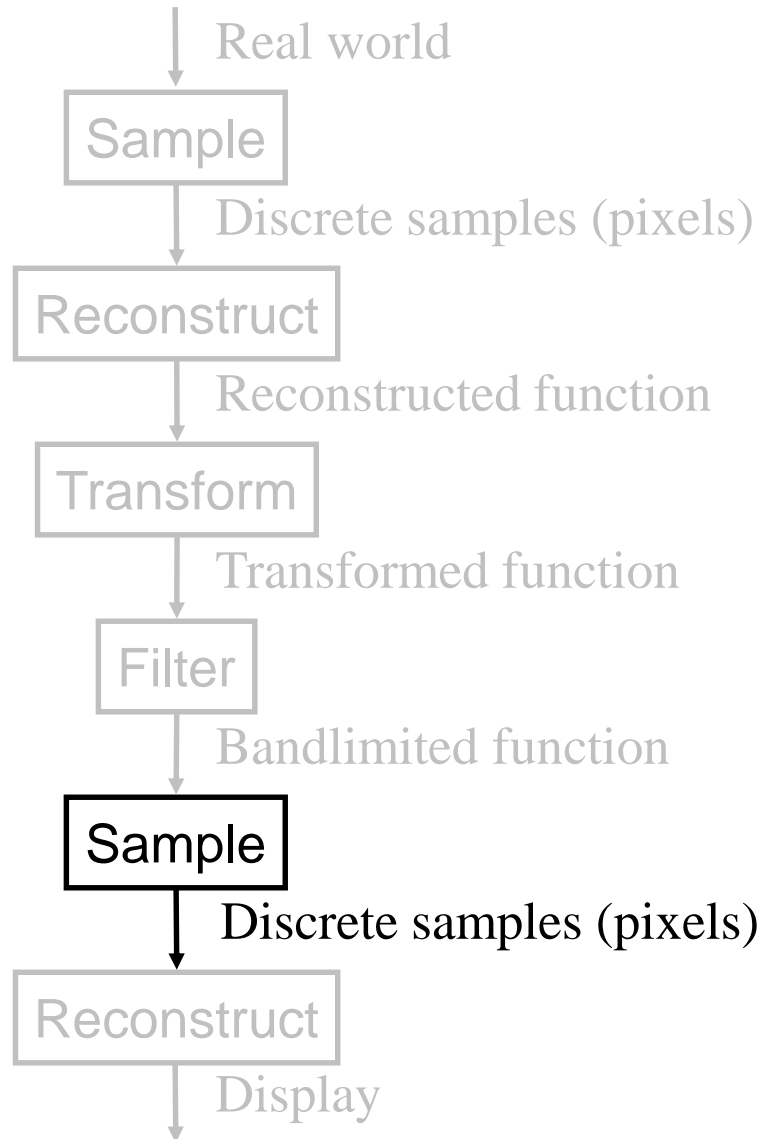 Real world
Sample
Discrete samples (pixels)
Reconstruct
Reconstructed function
Transform
Transformed function
Filter
Bandlimited function
Sample
Discrete samples (pixels)
Reconstruct
Display